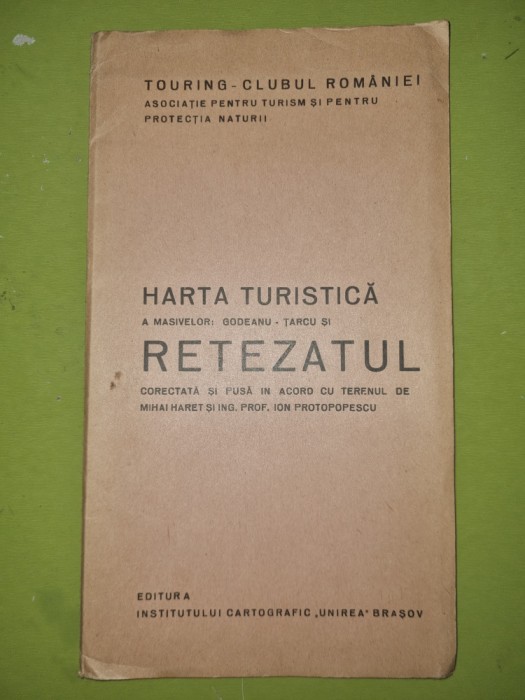 TOURING - CLUBUL ROMÂNIEI
ASOCIAȚIE PENTRU TURISM ȘI PENTRU
PROTECȚIA NATURII
HARTA TURISTICĂ
A MASIVELOR: GODEANU - ȚARCU ȘI
RETEZATUL
CORECTATĂ ȘI PUSĂ IN ACORD CU TERENUL DE
MIHAI HARET ȘI ING. PROF. ION PROTOPOPESCU
EDITURA
INSTITUTULUI CARTOGRAFIC „UNIREA" BRAȘOV